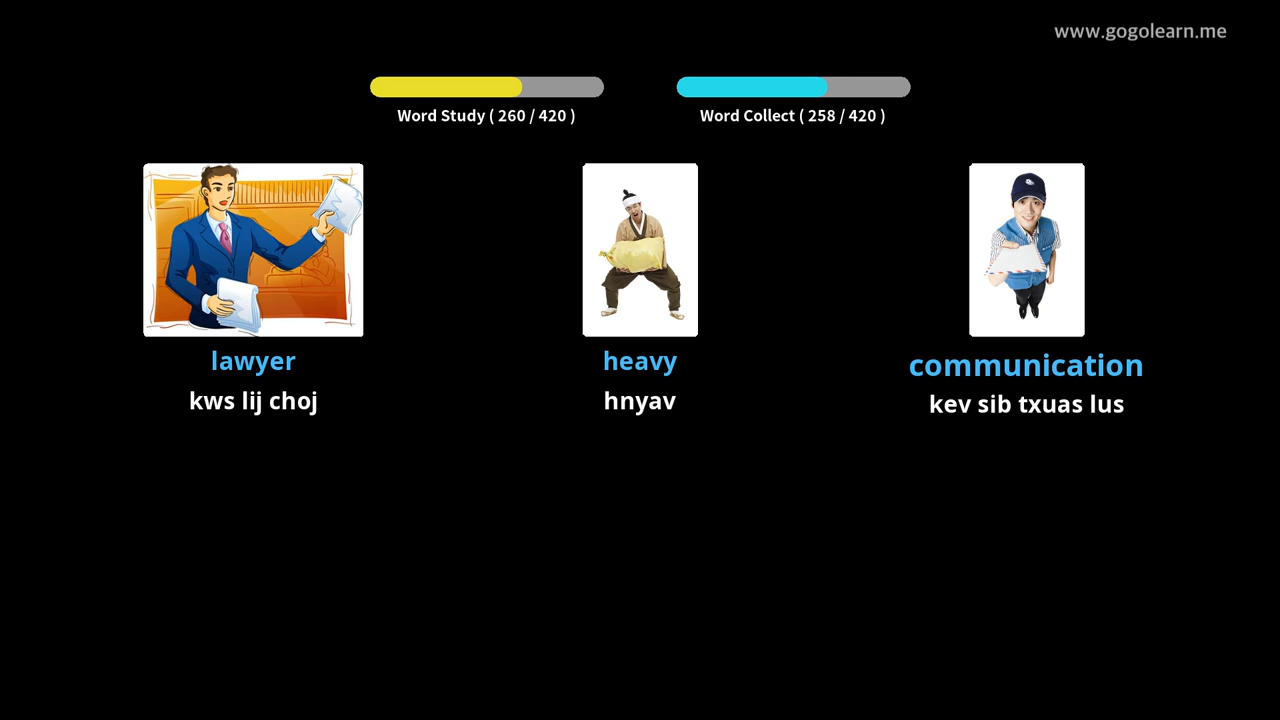 www.gogolearn.me
Word Study ( 260 / 420 )
Word Collect ( 258 / 420 )
lawyer
heavy
communication
kws lij choj
hnyav
kev sib txuas lus